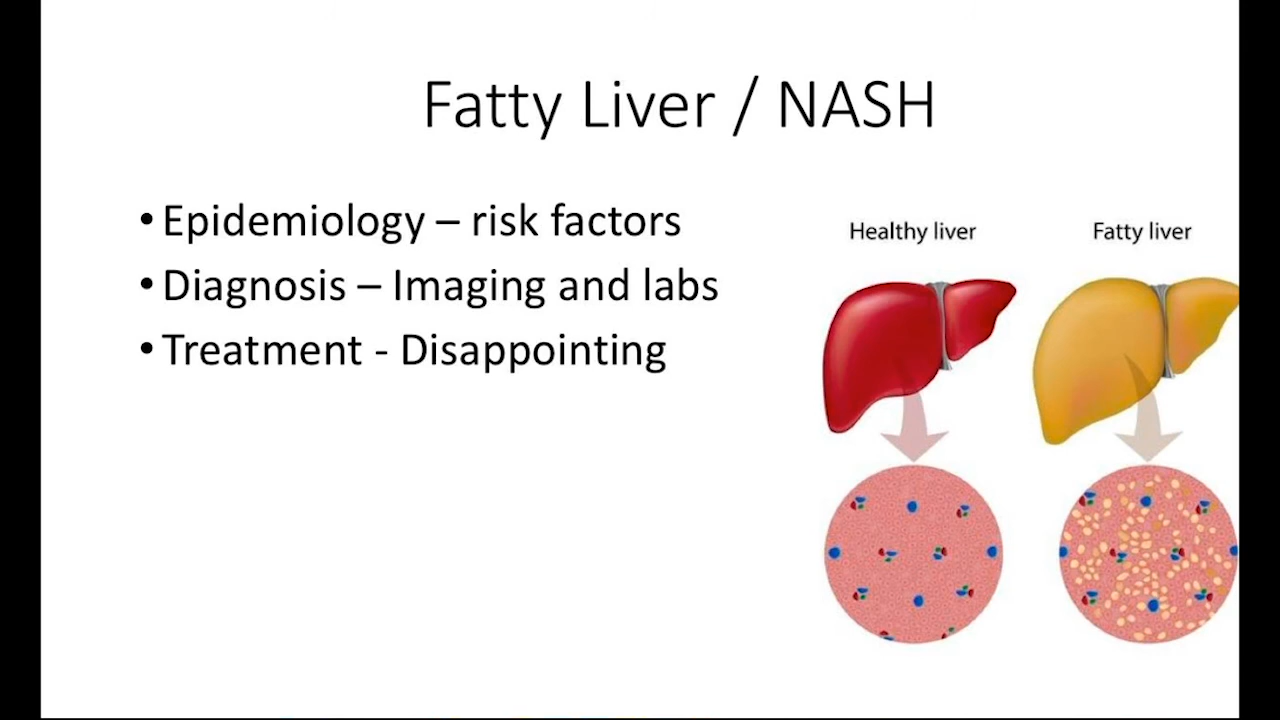 Fatty Liver / NASH
• Epidemiology – risk factors
• Diagnosis – Imaging and labs
• Treatment - Disappointing
Healthy liver
Fatty liver